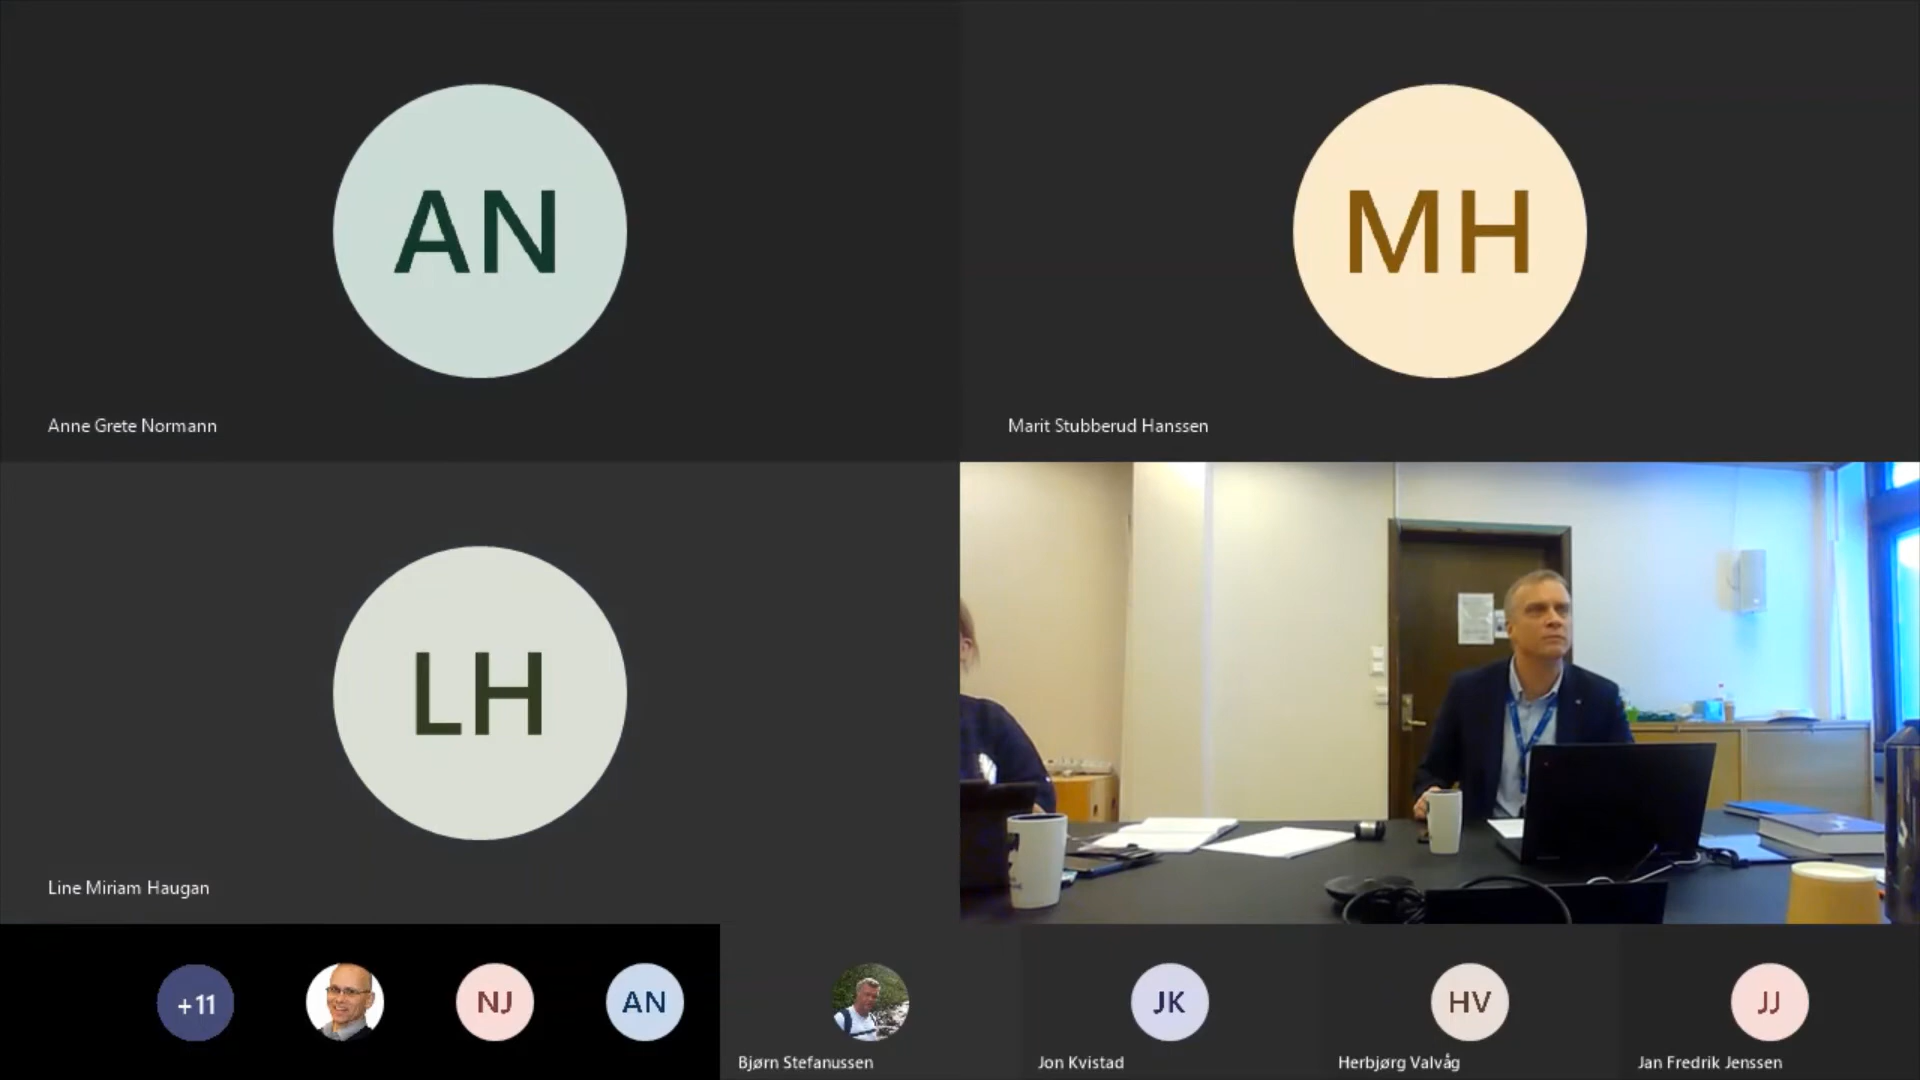 AN
MH
Anne Grete Normann
Marit Stubberud Hanssen
LH
Line Miriam Haugan
+11
NJ
AN
JK
HV
JJ
Bjørn Stefanussen
Jon Kvistad
Herbjørg Valvåg
Jan Fredrik Jenssen